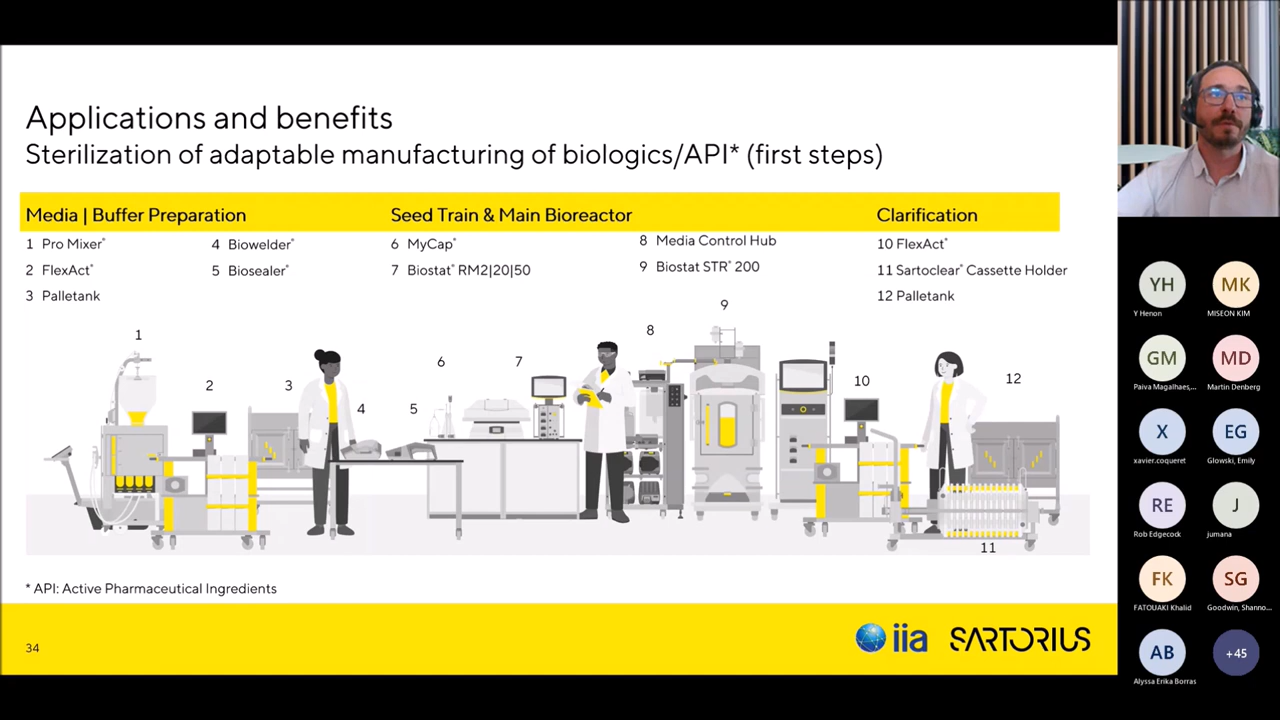 Applications and benefits
Sterilization of adaptable manufacturing of biologics/API* (first steps)
Media | Buffer Preparation
1 Pro Mixer®
2 FlexAct®
3 Palletank
4 Biowelder®
5 Biosealer®
Seed Train & Main Bioreactor
6 MyCap®
7 Biostat® RM2|20|50
8 Media Control Hub
9 Biostat STR® 200
Clarification
10 FlexAct®
11 Sartoclear® Cassette Holder
12 Palletank
1
2
3
4
5
6
7
8
9
10
11
12
* API: Active Pharmaceutical Ingredients
34
iia
SARTORIUS
YH
Y Henon
MK
MISEON KIM
GM
Paiva Magalhaes,...
MD
Martin Denberg
X
xavier.coqueret
EG
Glowski, Emily
RE
Rob Edgecock
J
jumana
FK
FATOUAKI Khalid
SG
Goodwin, Shanno...
AB
Alyssa Erika Borras
+45